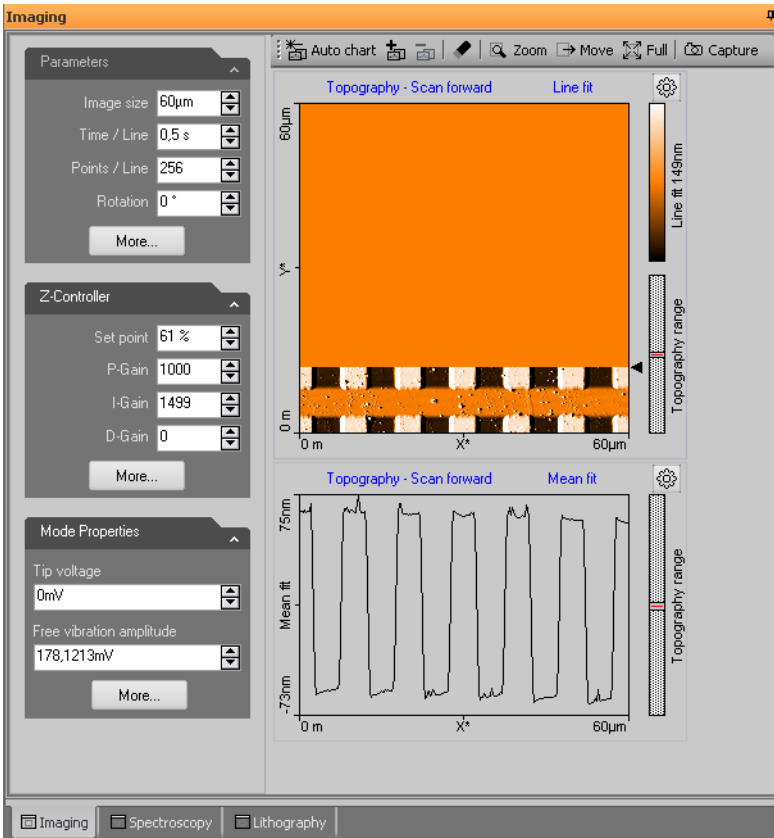 Imaging
Parameters
Image size 60µm
Time / Line 0,5 s
Points / Line 256
Rotation 0 °
More...
Z-Controller
Set point 61 %
P-Gain 1000
I-Gain 1499
D-Gain 0
More...
Mode Properties
Tip voltage
0mV
Free vibration amplitude
178,1213mV
More...
Auto chart Zoom Move Full Capture
Topography - Scan forward Line fit
60µm
Y*
0 m
0 m X* 60µm
Line fit 149nm
Topography range
Topography - Scan forward Mean fit
75nm
Mean fit
-73nm
0 m X* 60µm
Topography range
Imaging Spectroscopy Lithography